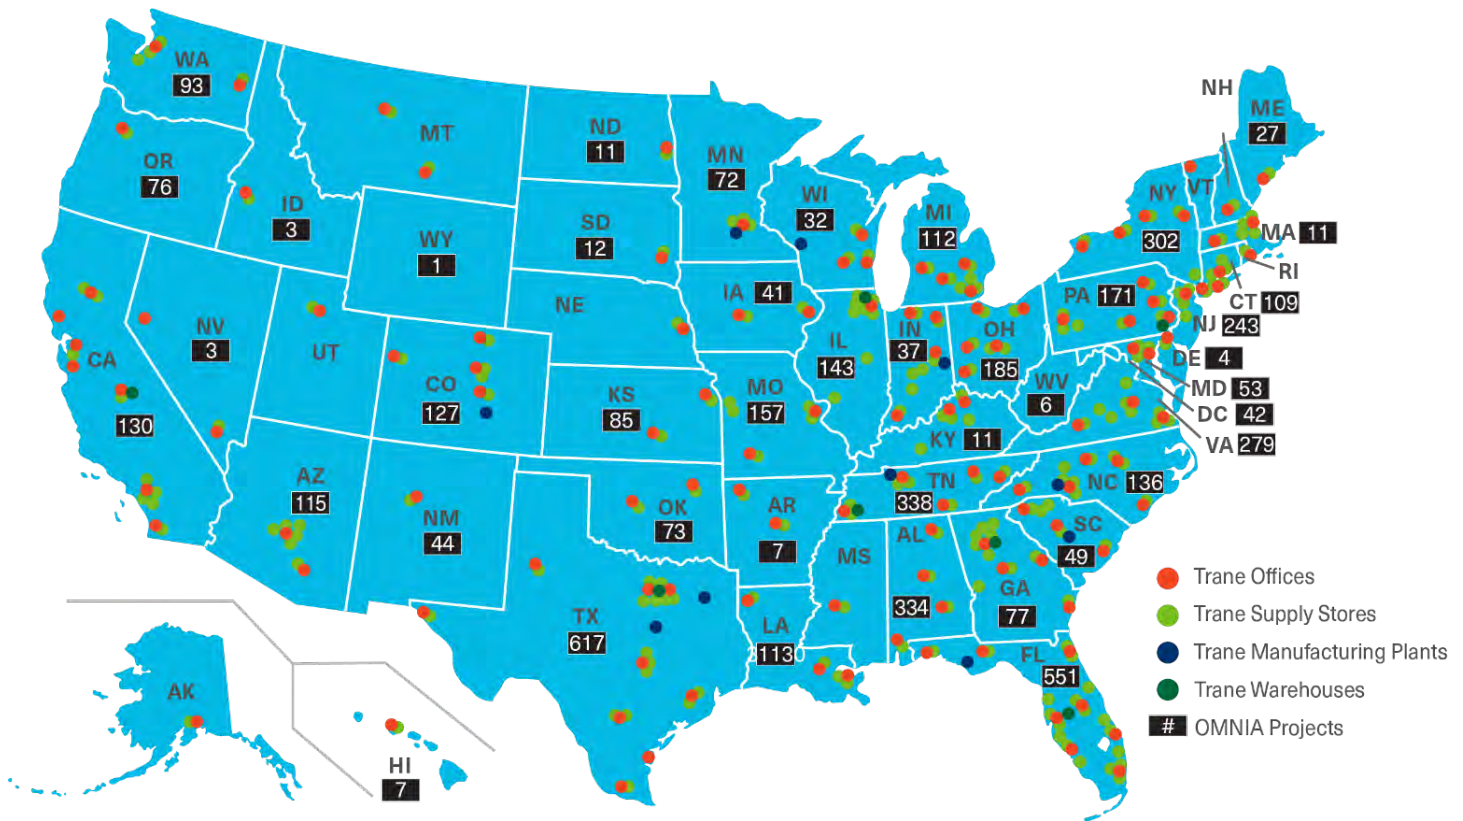 WA
93
OR
76
ID
3
MT
WY
1
ND
11
SD
12
NE
MN
72
WI
32
MI
112
IA 41
NV
3
UT
CA
130
CO
127
KS
85
MO
157
IL
143
IN
37
OH
185
KY 11
WV
6
PA 171
NY
302
VT
NH
ME
27
MA 11
RI
CT 109
NJ 243
DE 4
MD 53
DC 42
VA 279
AZ
115
NM
44
OK
73
AR
7
TN
338
NC 136
SC
49
MS
AL
334
GA
77
TX
617
LA
113
FL
551
AK
HI
7
Trane Offices
Trane Supply Stores
Trane Manufacturing Plants
Trane Warehouses
# OMNIA Projects